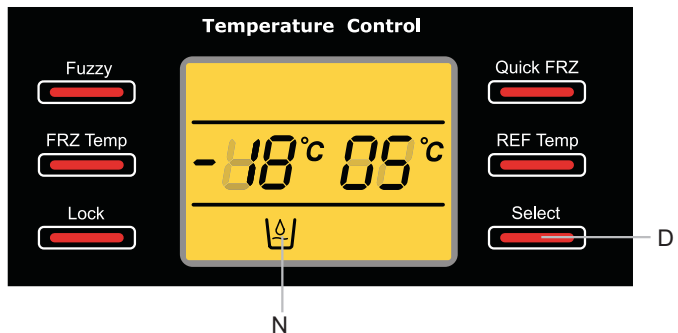 Temperature Control
Fuzzy
Quick FRZ
-18°C 05°C
FRZ Temp
REF Temp
Lock
Select
D
N